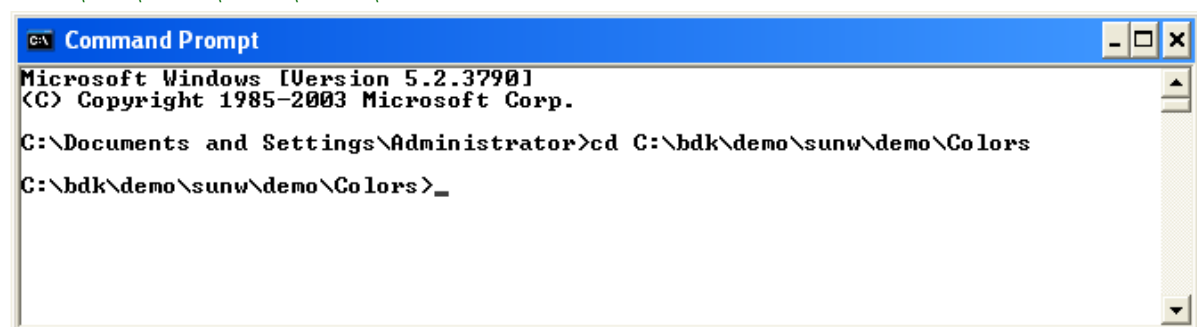 Command Prompt
Microsoft Windows [Version 5.2.3790]
(C) Copyright 1985-2003 Microsoft Corp.
C:\Documents and Settings\Administrator>cd C:\bdk\demo\sunw\demo\Colors
C:\bdk\demo\sunw\demo\Colors>_